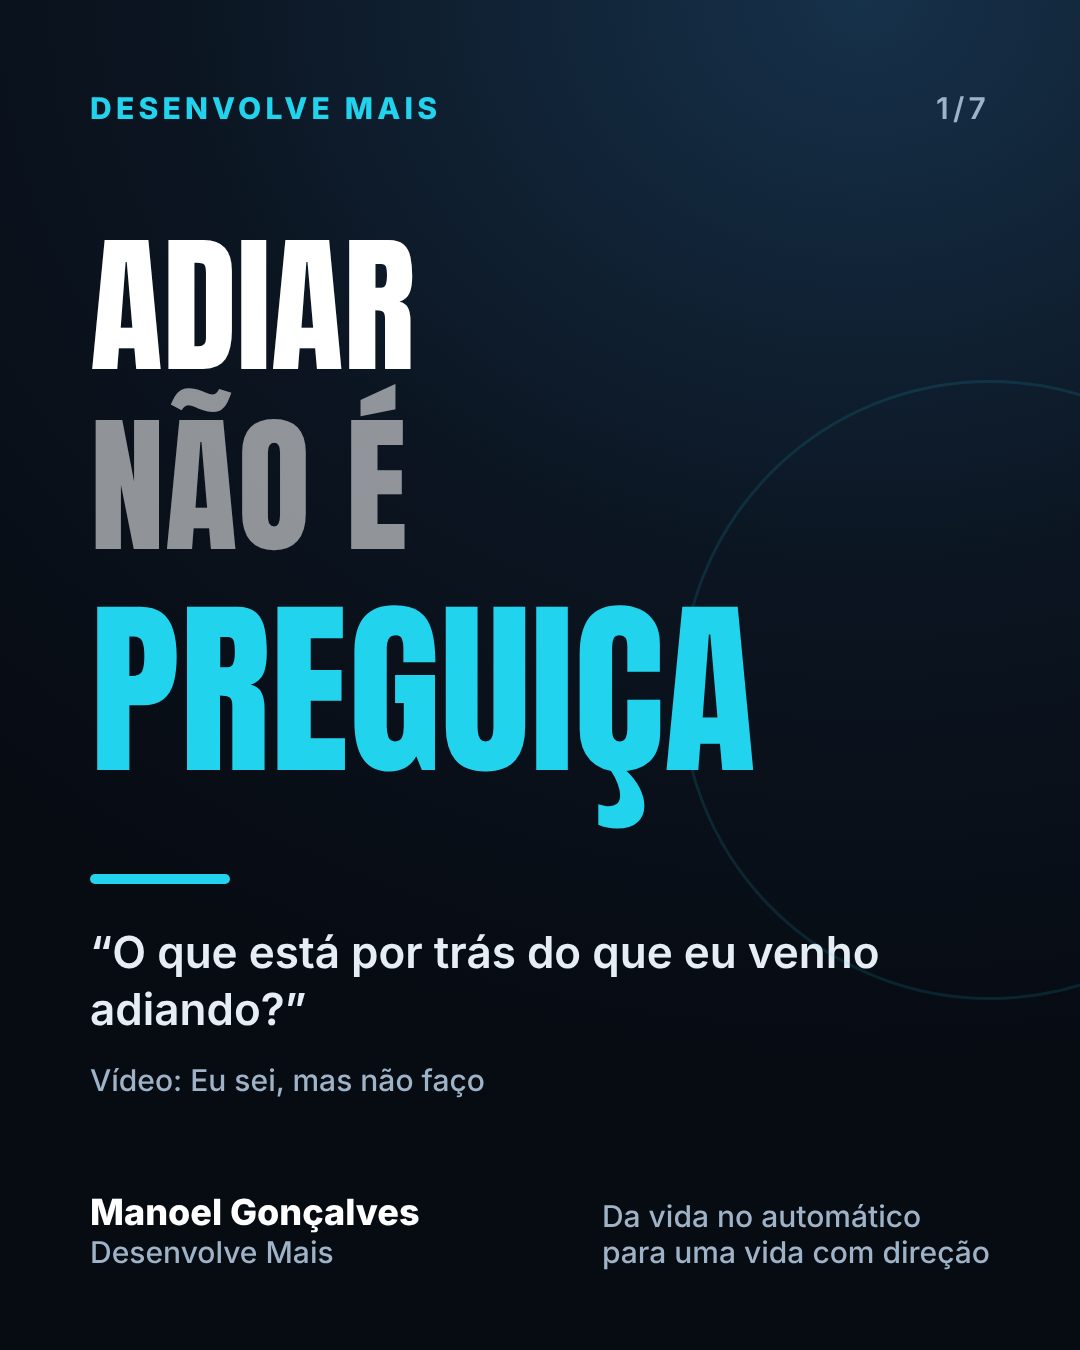 DESENVOLVE MAIS
1/7
ADIAR
NÃO É
PREGUIÇA
“O que está por trás do que eu venho
adiando?”
Vídeo: Eu sei, mas não faço
Manoel Gonçalves
Desenvolve Mais
Da vida no automático
para uma vida com direção